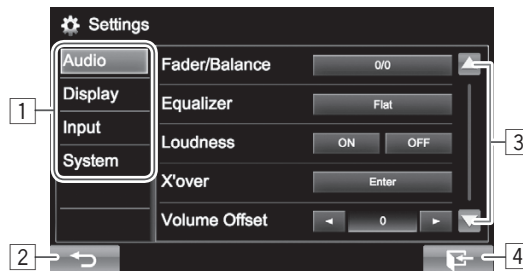 Settings
Audio
Fader/Balance
0/0
Display
Equalizer
Flat
1
Input
Loudness
ON OFF
3
System
X'over
Enter
Volume Offset
0
2
4